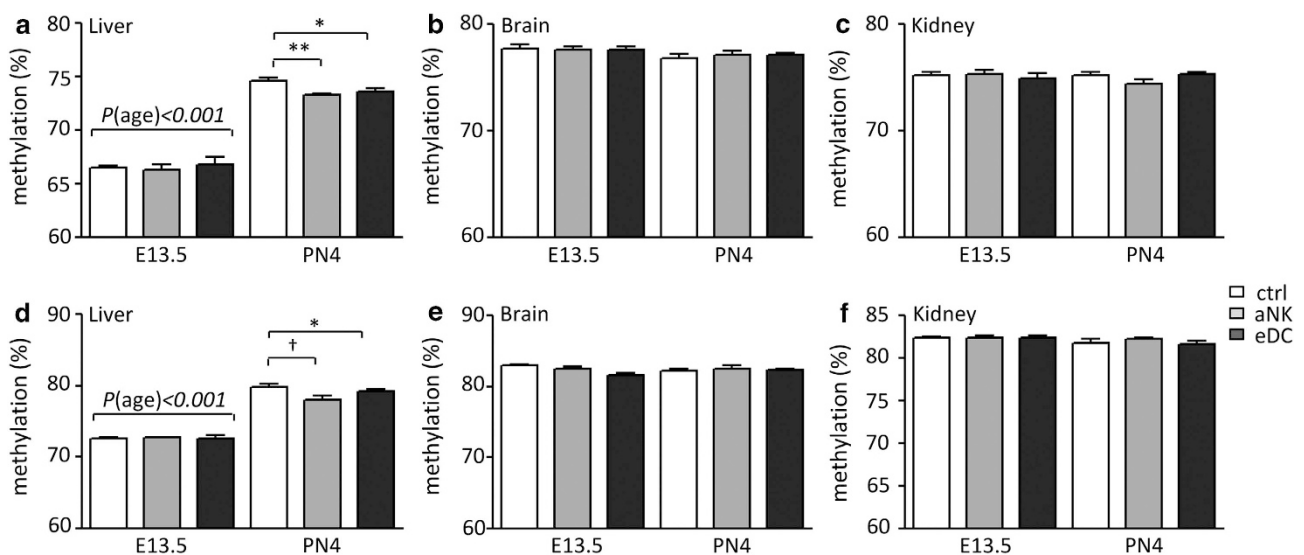 a Liver
methylation (%)
80
75
70
65
60
P(age)<0.001
**
*
E13.5 PN4
b Brain
methylation (%)
80
70
60
E13.5 PN4
c Kidney
methylation (%)
80
70
60
E13.5 PN4
d Liver
methylation (%)
90
80
70
60
P(age)<0.001
†
*
E13.5 PN4
e Brain
methylation (%)
90
80
70
60
E13.5 PN4
f Kidney
methylation (%)
85
80
75
70
65
60
E13.5 PN4
ctrl
aNK
eDC